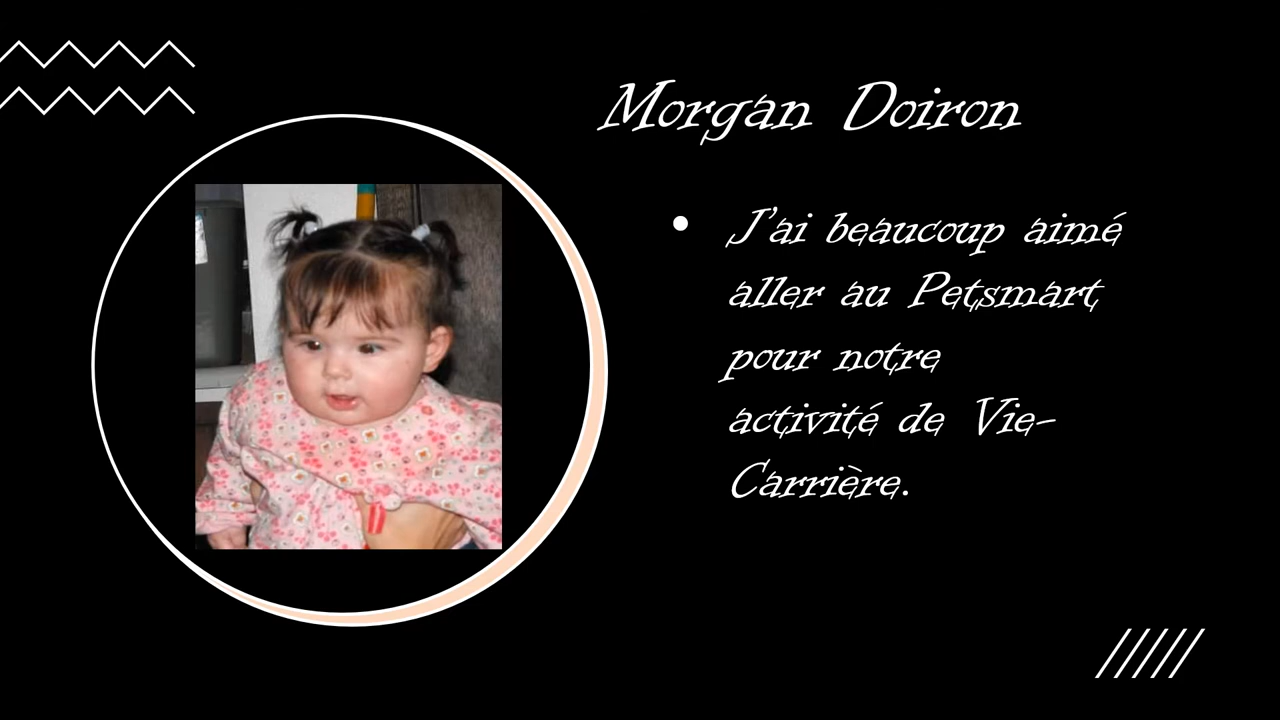 Morgan Doiron
• J'ai beaucoup aimé
aller au Petsmart
pour notre
activité de Vie-
Carrière.